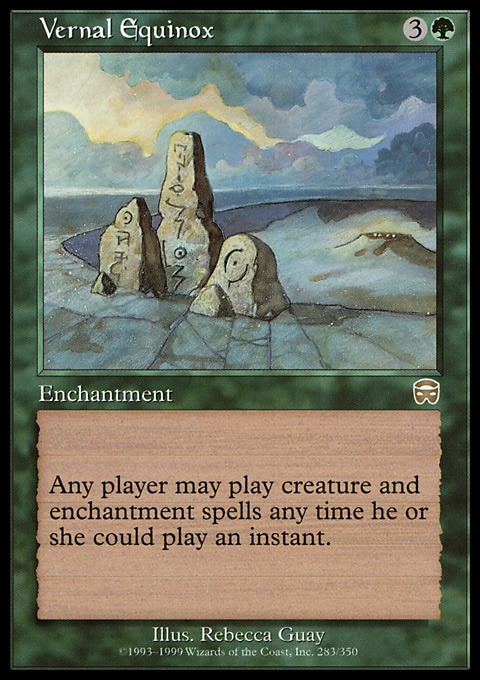 Vernal Equinox 3
Enchantment
Any player may play creature and
enchantment spells any time he or
she could play an instant.
Illus. Rebecca Guay
©1993–1999 Wizards of the Coast, Inc. 283/350